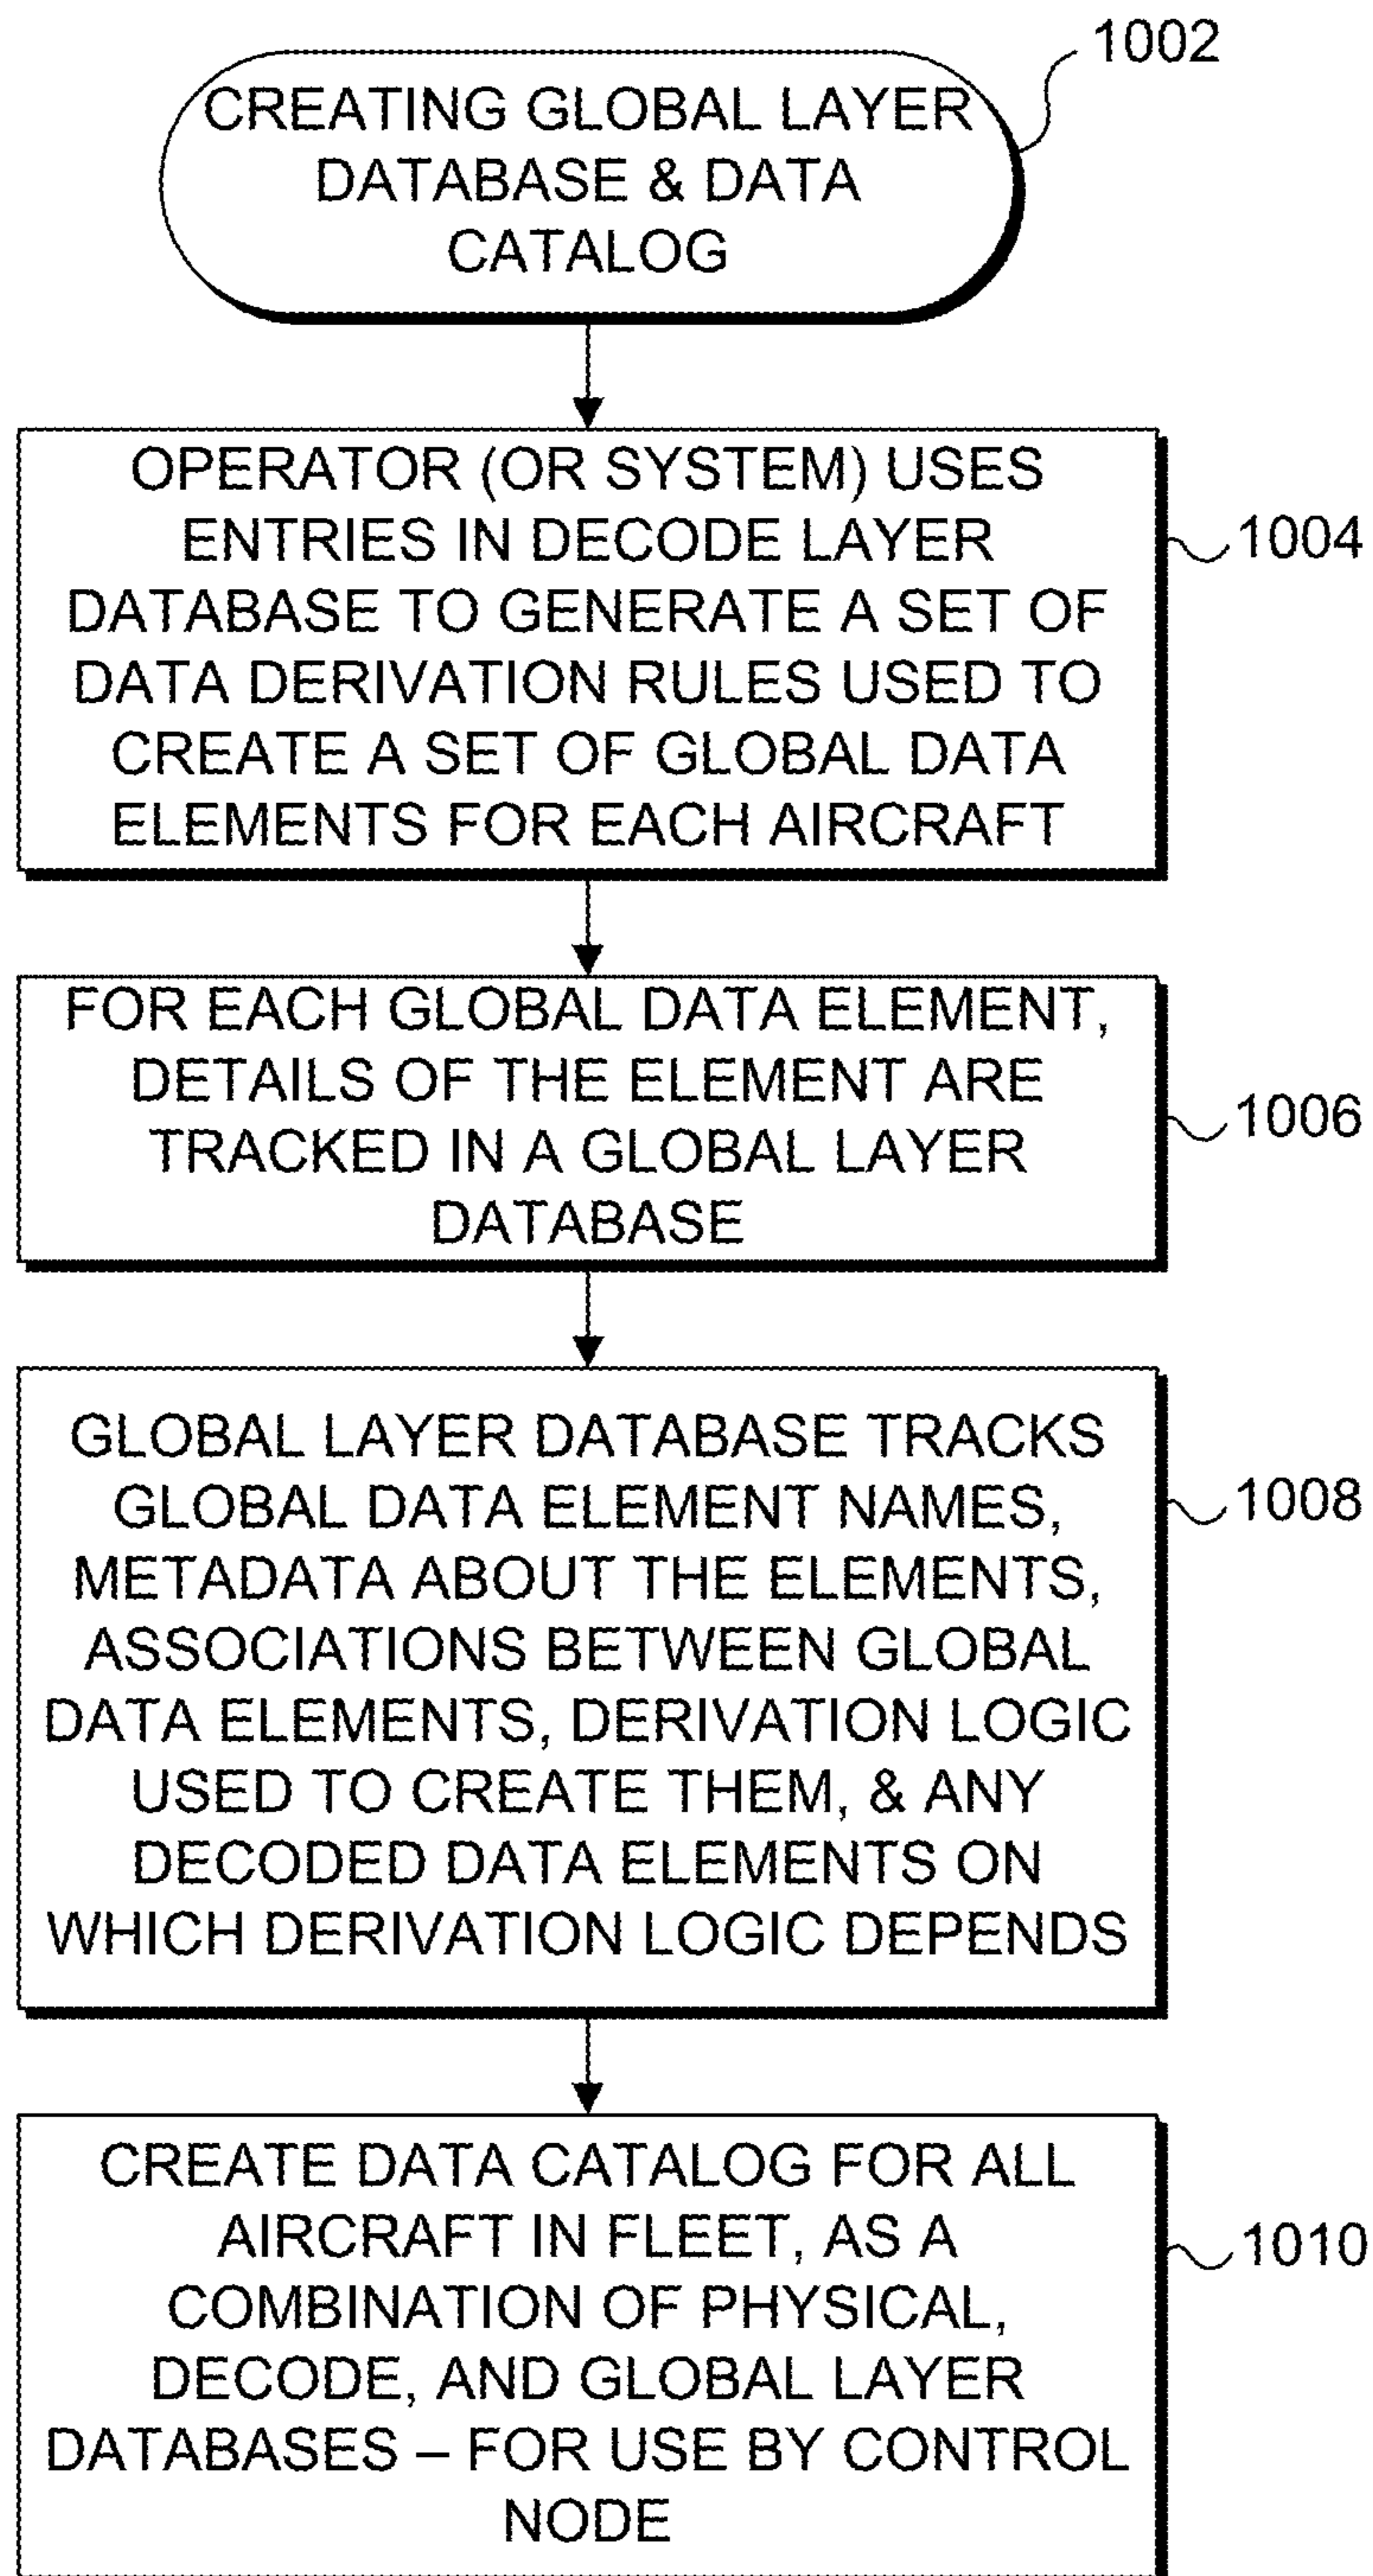 1002
CREATING GLOBAL LAYER
DATABASE & DATA
CATALOG
OPERATOR (OR SYSTEM) USES
ENTRIES IN DECODE LAYER
DATABASE TO GENERATE A SET OF
DATA DERIVATION RULES USED TO
CREATE A SET OF GLOBAL DATA
ELEMENTS FOR EACH AIRCRAFT
1004
FOR EACH GLOBAL DATA ELEMENT,
DETAILS OF THE ELEMENT ARE
TRACKED IN A GLOBAL LAYER
DATABASE
1006
GLOBAL LAYER DATABASE TRACKS
GLOBAL DATA ELEMENT NAMES,
METADATA ABOUT THE ELEMENTS,
ASSOCIATIONS BETWEEN GLOBAL
DATA ELEMENTS, DERIVATION LOGIC
USED TO CREATE THEM, & ANY
DECODED DATA ELEMENTS ON
WHICH DERIVATION LOGIC DEPENDS
1008
CREATE DATA CATALOG FOR ALL
AIRCRAFT IN FLEET, AS A
COMBINATION OF PHYSICAL,
DECODE, AND GLOBAL LAYER
DATABASES – FOR USE BY CONTROL
NODE
1010